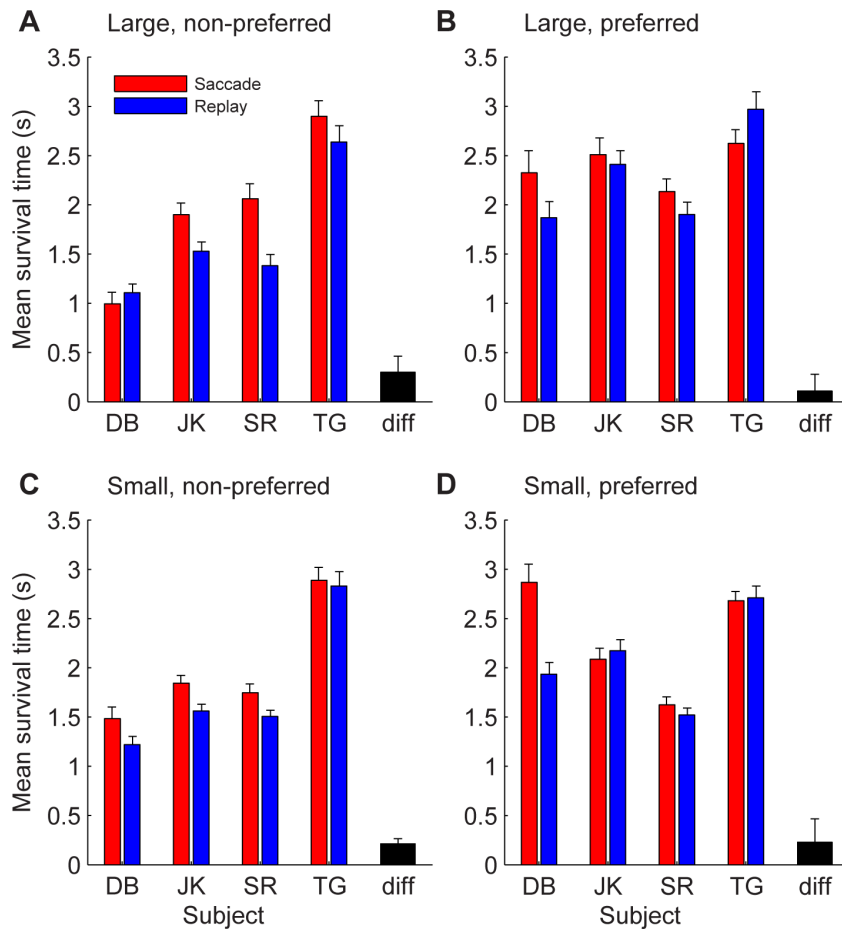 A Large, non-preferred
B Large, preferred
Mean survival time (s)
3.5
3
2.5
2
1.5
1
0.5
0
Saccade
Replay
DB JK SR TG diff
3.5
3
2.5
2
1.5
1
0.5
0
DB JK SR TG diff
C Small, non-preferred
D Small, preferred
Mean survival time (s)
3.5
3
2.5
2
1.5
1
0.5
0
DB JK SR TG diff
Subject
3.5
3
2.5
2
1.5
1
0.5
0
DB JK SR TG diff
Subject